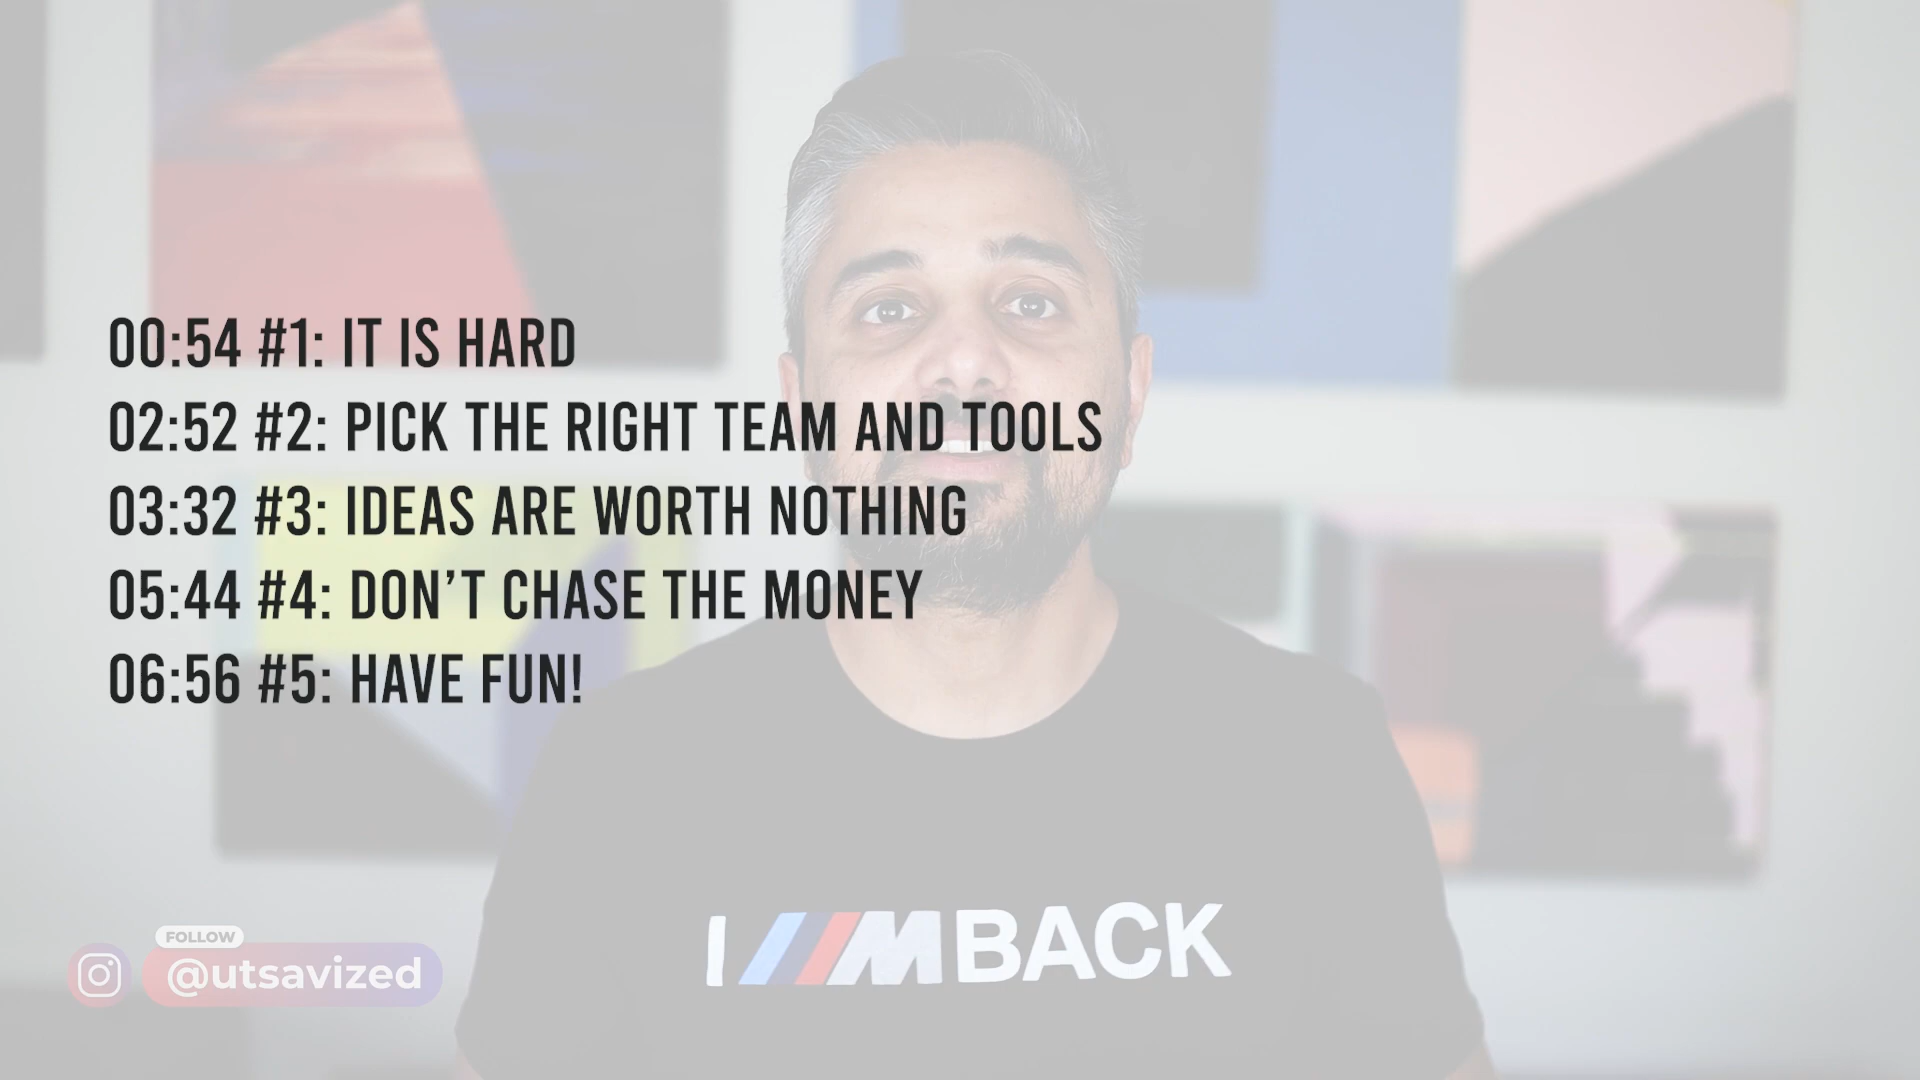 00:54 #1: IT IS HARD
02:52 #2: PICK THE RIGHT TEAM AND TOOLS
03:32 #3: IDEAS ARE WORTH NOTHING
05:44 #4: DON’T CHASE THE MONEY
06:56 #5: HAVE FUN!
I M BACK
FOLLOW
@utsavized